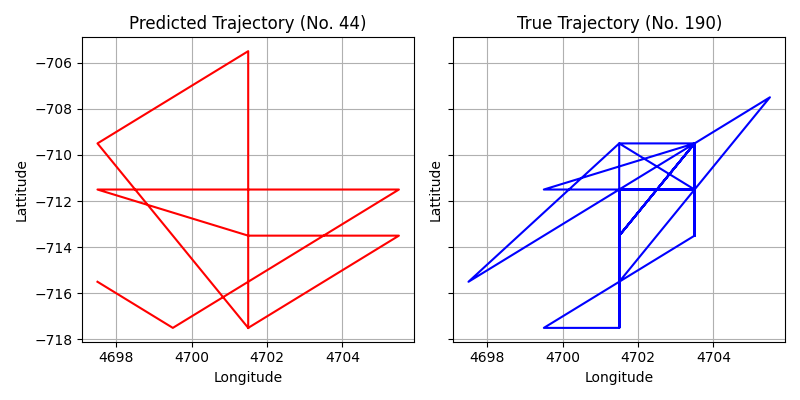 Predicted Trajectory (No. 44)
True Trajectory (No. 190)
Lattitude
−706
−708
−710
−712
−714
−716
−718
4698
4700
4702
4704
Longitude
Lattitude
4698
4700
4702
4704
Longitude